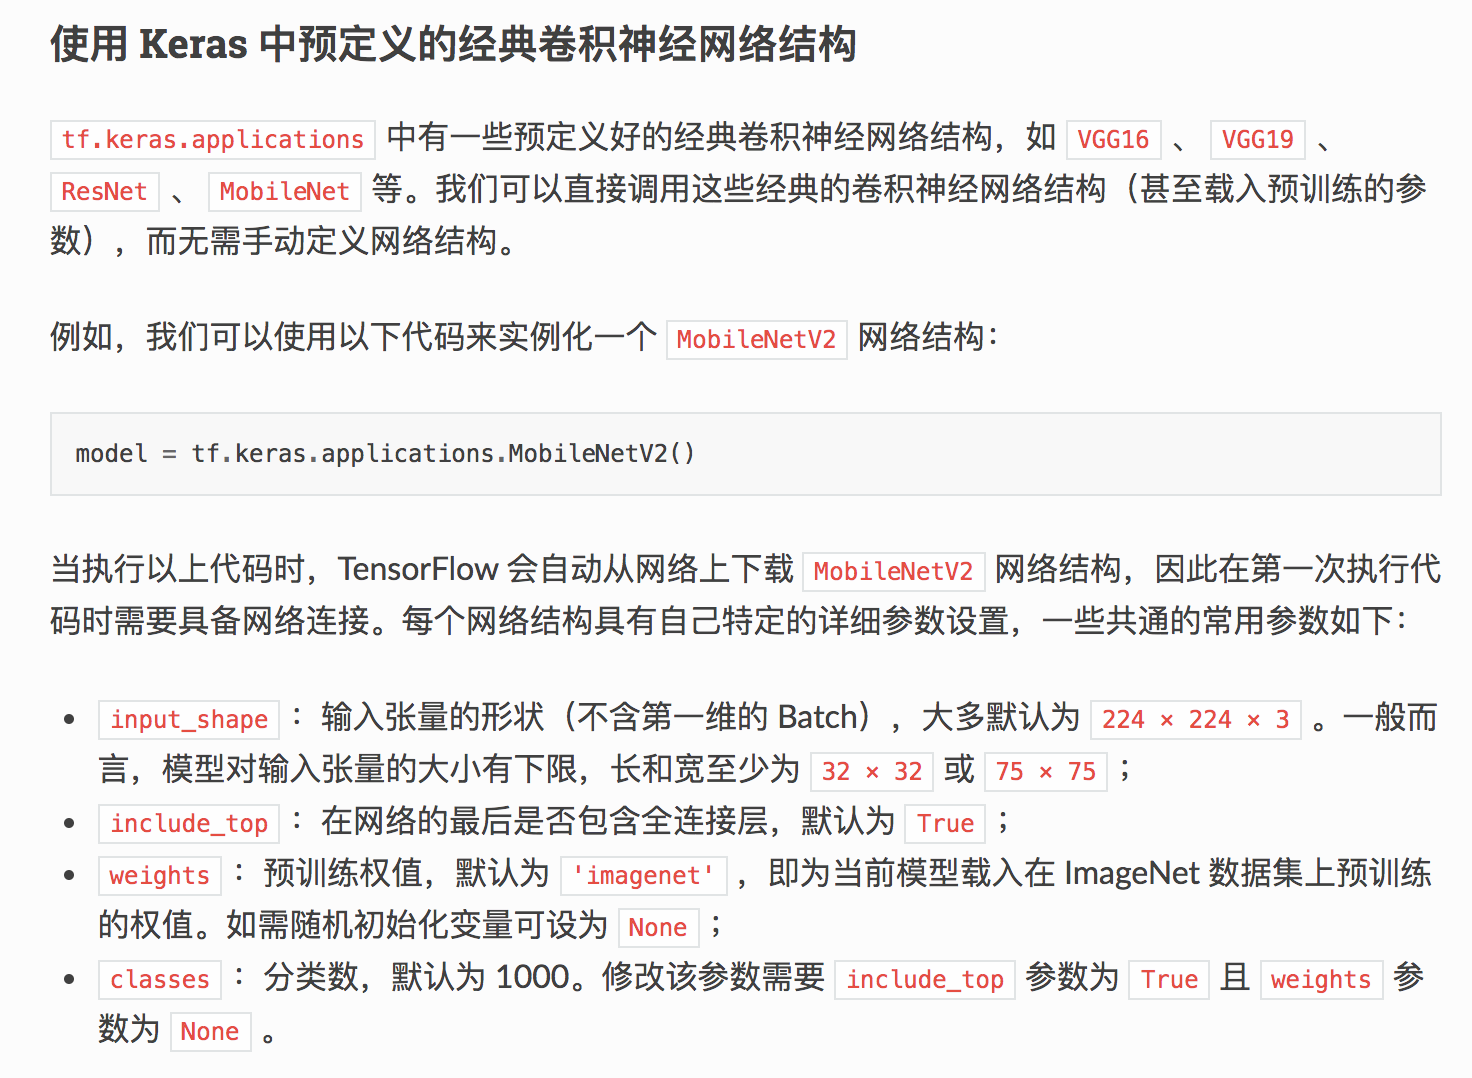 使用 Keras 中预定义的经典卷积神经网络结构
tf.keras.applications 中有一些预定义好的经典卷积神经网络结构，如 VGG16 、 VGG19 、
ResNet 、 MobileNet 等。我们可以直接调用这些经典的卷积神经网络结构（甚至载入预训练的参
数），而无需手动定义网络结构。
例如，我们可以使用以下代码来实例化一个 MobileNetV2 网络结构：
model = tf.keras.applications.MobileNetV2()
当执行以上代码时，TensorFlow 会自动从网络上下载 MobileNetV2 网络结构，因此在第一次执行代
码时需要具备网络连接。每个网络结构具有自己特定的详细参数设置，一些共通的常用参数如下：
• input_shape ：输入张量的形状（不含第一维的 Batch），大多默认为 224 × 224 × 3 。一般而
言，模型对输入张量的大小有下限，长和宽至少为 32 × 32 或 75 × 75 ；
• include_top ：在网络的最后是否包含全连接层，默认为 True ；
• weights ：预训练权值，默认为 'imagenet' ，即为当前模型载入在 ImageNet 数据集上预训练
的权值。如需随机初始化变量可设为 None ；
• classes ：分类数，默认为 1000。修改该参数需要 include_top 参数为 True 且 weights 参
数为 None 。